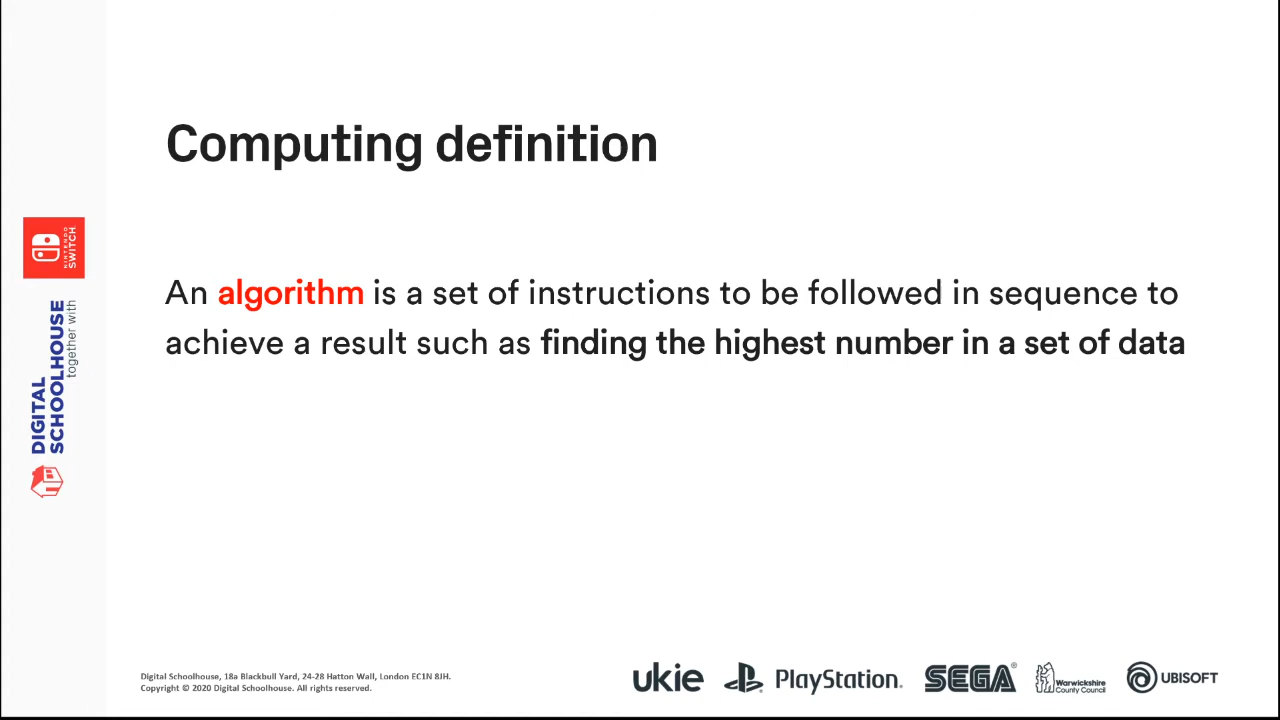 Computing definition
An algorithm is a set of instructions to be followed in sequence to
achieve a result such as finding the highest number in a set of data
NINTENDO
SWITCH
DIGITAL
SCHOOLHOUSE
together with
Digital Schoolhouse, 18a Blackbull Yard, 24-28 Hatton Wall, London EC1N 8JH.
Copyright © 2020 Digital Schoolhouse. All rights reserved.
ukie
PlayStation.
SEGA®
Warwickshire
County Council
UBISOFT